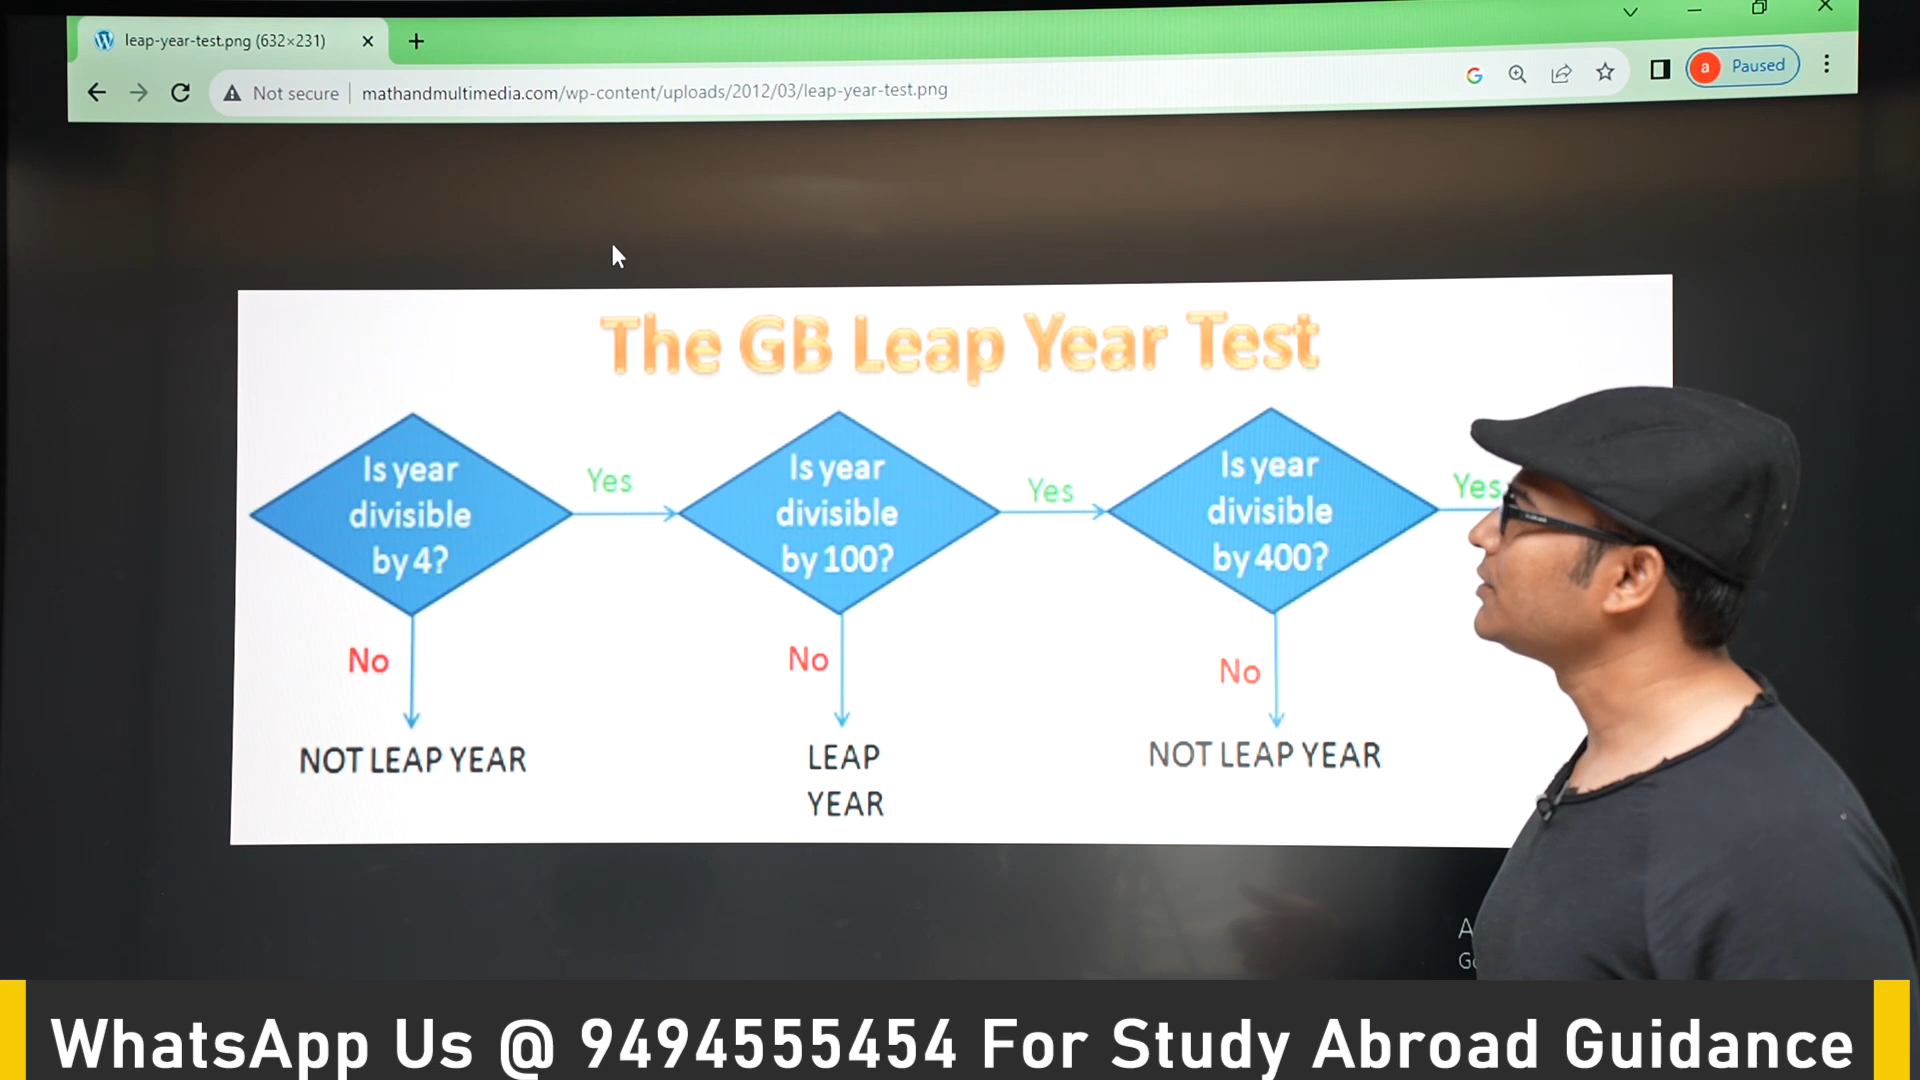 leap-year-test.png (632×231)
Not secure
mathandmultimedia.com/wp-content/uploads/2012/03/leap-year-test.png
a
Paused
The GB Leap Year Test
Is year
divisible
by 4?
Yes
Is year
divisible
by 100?
Yes
Is year
divisible
by 400?
Yes
No
No
No
NOT LEAP YEAR
LEAP
YEAR
NOT LEAP YEAR
WhatsApp Us @ 9494555454 For Study Abroad Guidance